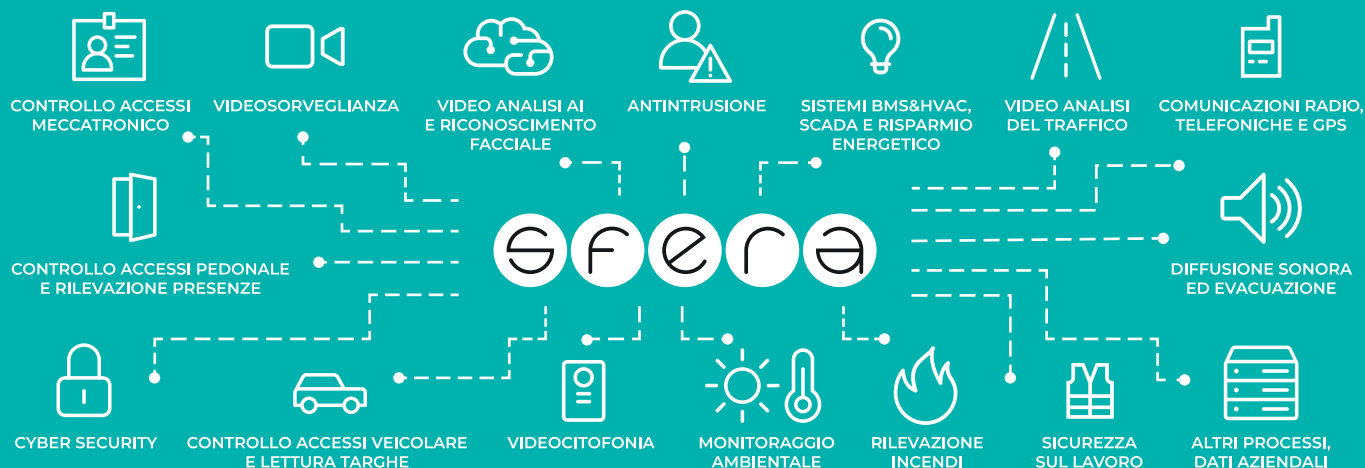 CONTROLLO ACCESSI
MECCATRONICO
VIDEOSORVEGLIANZA
VIDEO ANALISI AI
E RICONOSCIMENTO
FACCIALE
ANTINTRUSIONE
SISTEMI BMS&HVAC,
SCADA E RISPARMIO
ENERGETICO
VIDEO ANALISI
DEL TRAFFICO
COMUNICAZIONI RADIO,
TELEFONICHE E GPS
CONTROLLO ACCESSI PEDONALE
E RILEVAZIONE PRESENZE
sfera
DIFFUSIONE SONORA
ED EVACUAZIONE
CYBER SECURITY
CONTROLLO ACCESSI VEICOLARE
E LETTURA TARGHE
VIDEOCITOFONIA
MONITORAGGIO
AMBIENTALE
RILEVAZIONE
INCENDI
SICUREZZA
SUL LAVORO
ALTRI PROCESSI,
DATI AZIENDALI